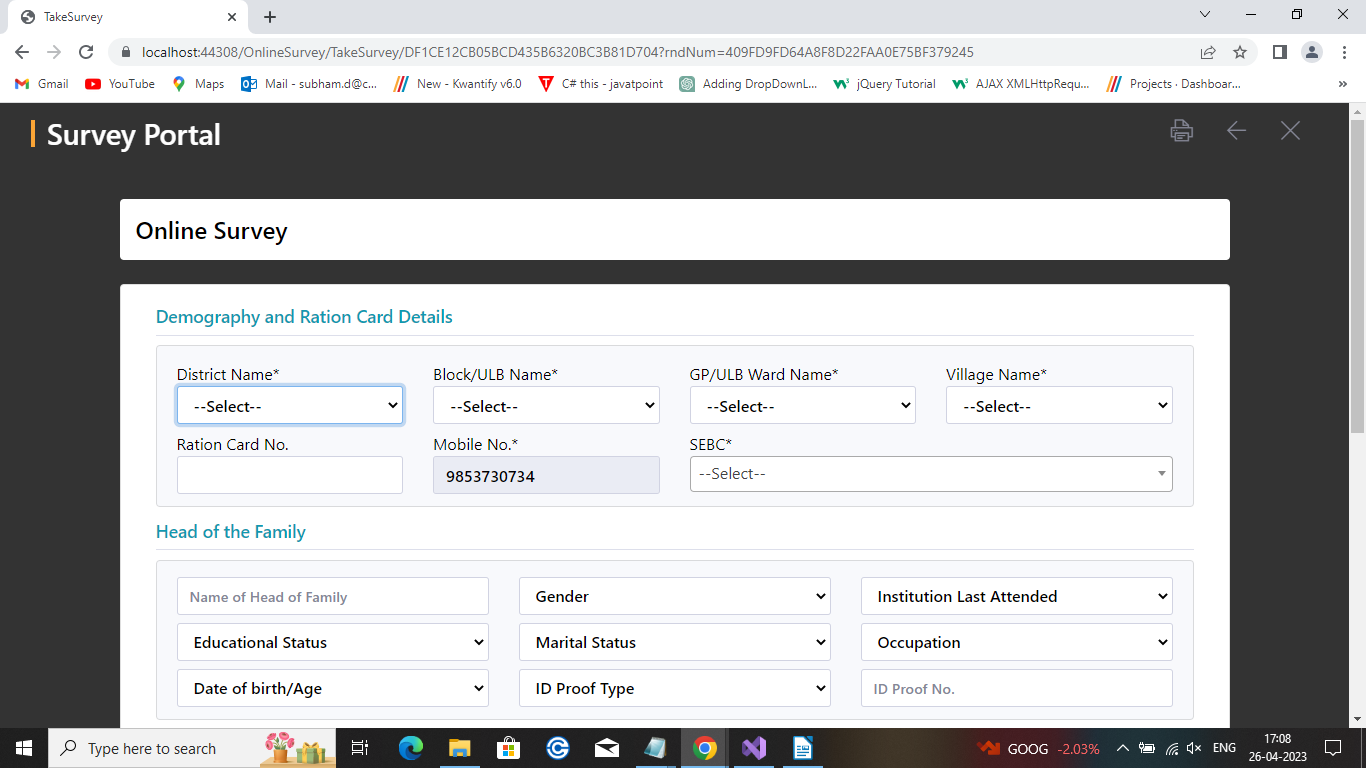 TakeSurvey
localhost:44308/OnlineSurvey/TakeSurvey/DF1CE12CB05BCD435B6320BC3B81D704?rndNum=409FD9FD64A8F8D22FAA0E75BF379245
Gmail YouTube Maps Mail - subham.d@c... New - Kwantify v6.0 C# this - javatpoint Adding DropDownL... jQuery Tutorial AJAX XMLHttpRequ... Projects · Dashboar... »
Survey Portal
Online Survey
Demography and Ration Card Details
District Name* Block/ULB Name* GP/ULB Ward Name* Village Name*
--Select-- --Select-- --Select-- --Select--
Ration Card No. Mobile No.* SEBC*
9853730734 --Select--
Head of the Family
Name of Head of Family Gender Institution Last Attended
Educational Status Marital Status Occupation
Date of birth/Age ID Proof Type ID Proof No.
Type here to search GOOG -2.03% ENG 17:08
26-04-2023